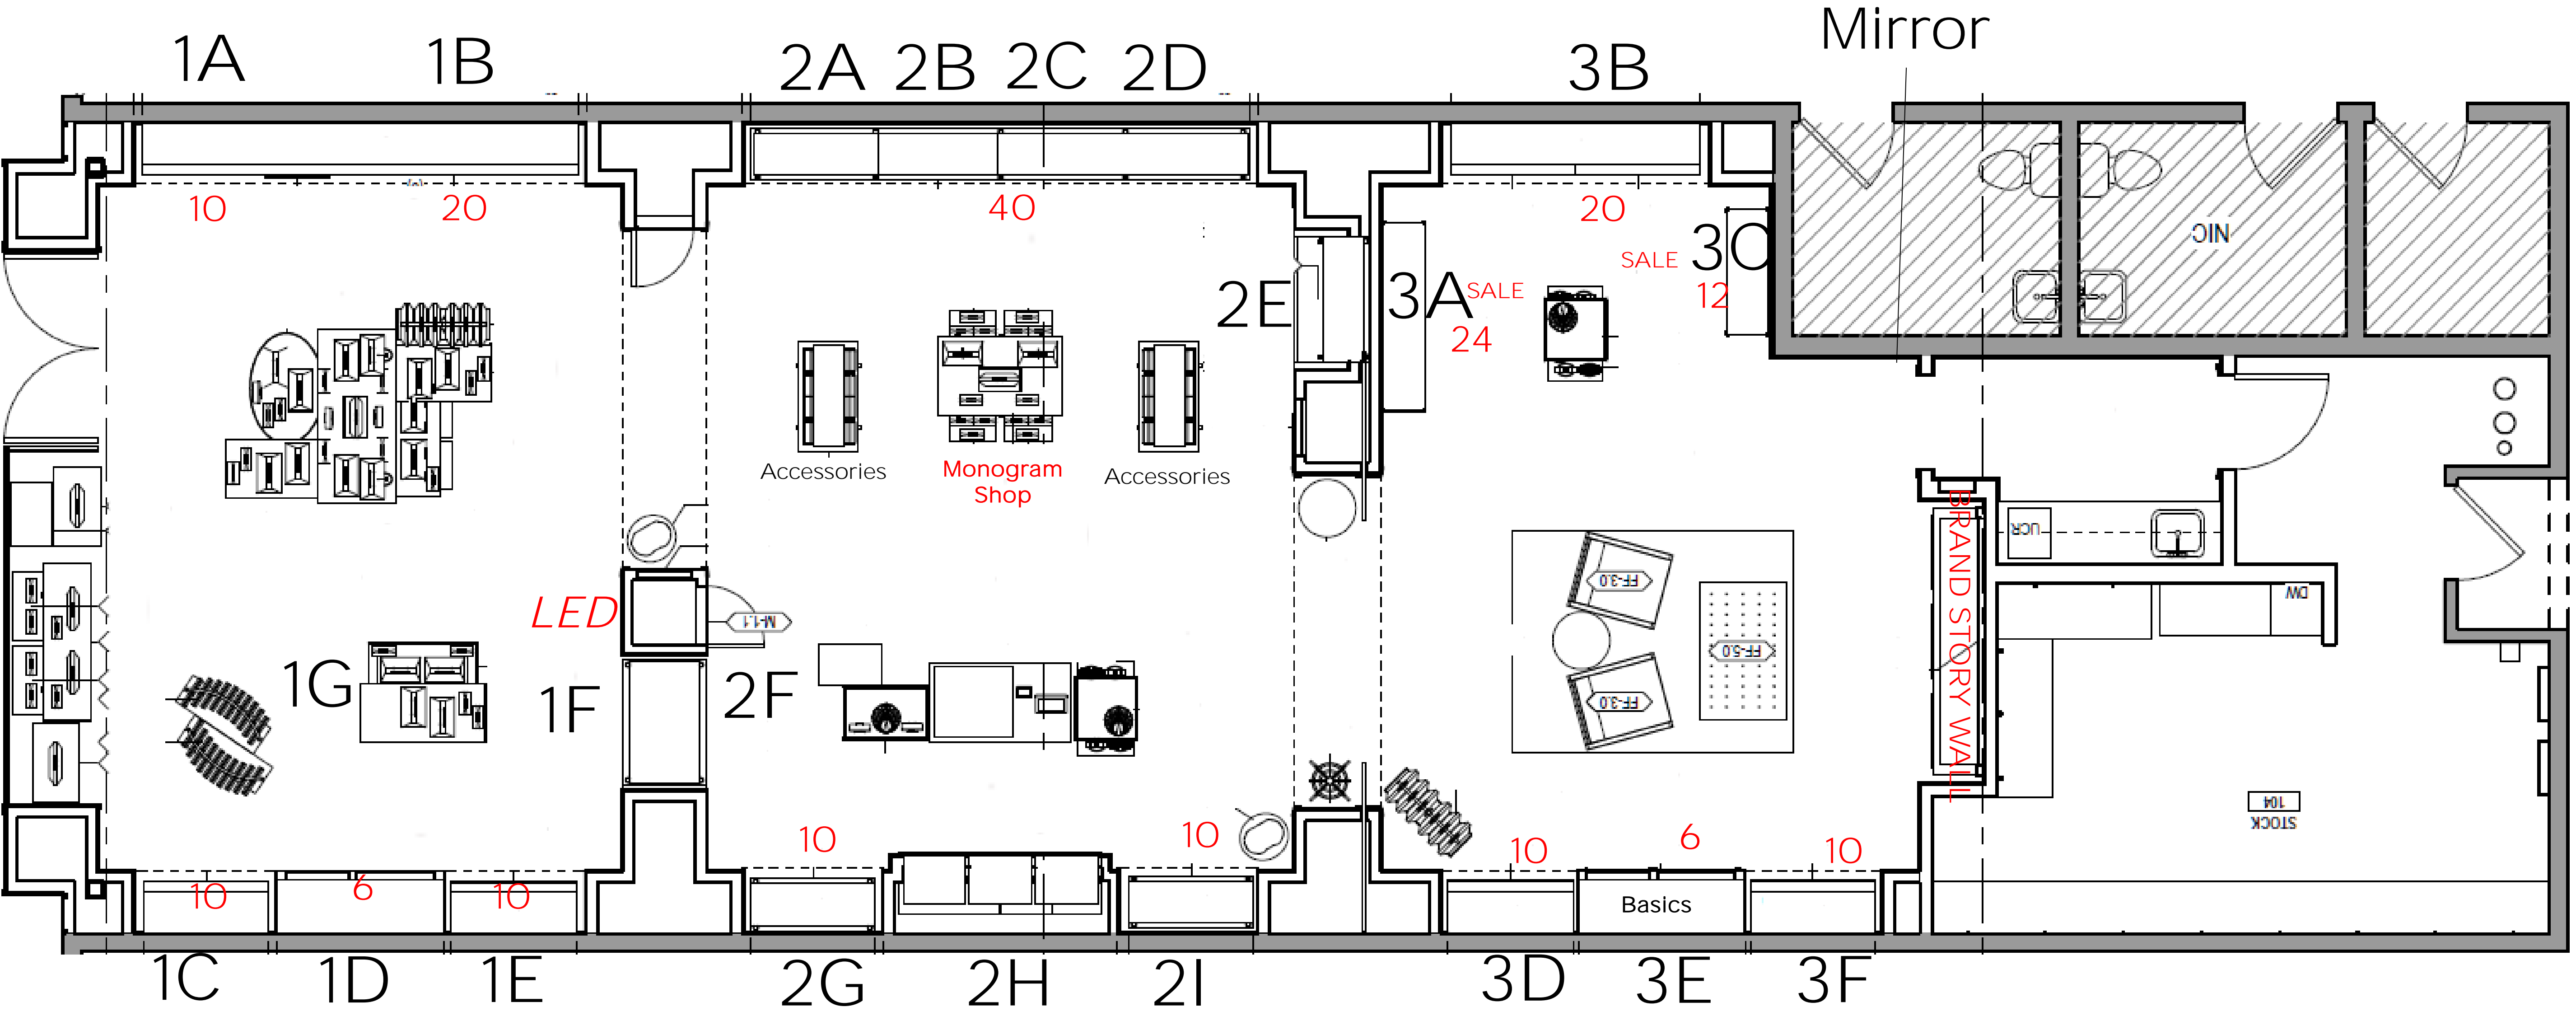 Mirror
1A 1B 2A 2B 2C 2D 3B
10 20 40 20
NIC
SALE 3C
12
2E 3A SALE
24
Accessories
Monogram
Shop
Accessories
UCR
BRAND STORY WALL
FF-3.0
DW
LED
M-1.1
FF-5.0
1G 1F 2F
FF-3.0
104
STOCK
10 10 10 6 10
10 6 10
Basics
1C 1D 1E 2G 2H 2I 3D 3E 3F